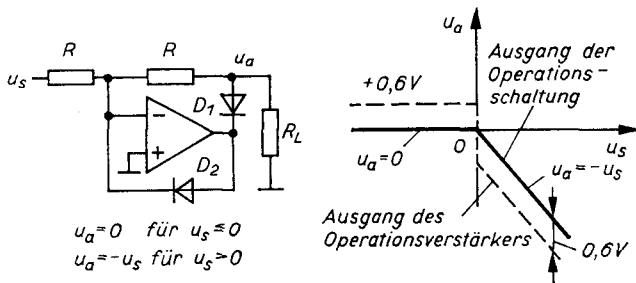 R
R
u_a
u_s
D_1
−
+
D_2
R_L
u_a=0 für u_s≦0
u_a=−u_s für u_s>0
u_a
Ausgang der
Operations-
schaltung
+0,6V
0
u_s
u_a=0
u_a=−u_s
Ausgang des
Operationsverstärkers
0,6V